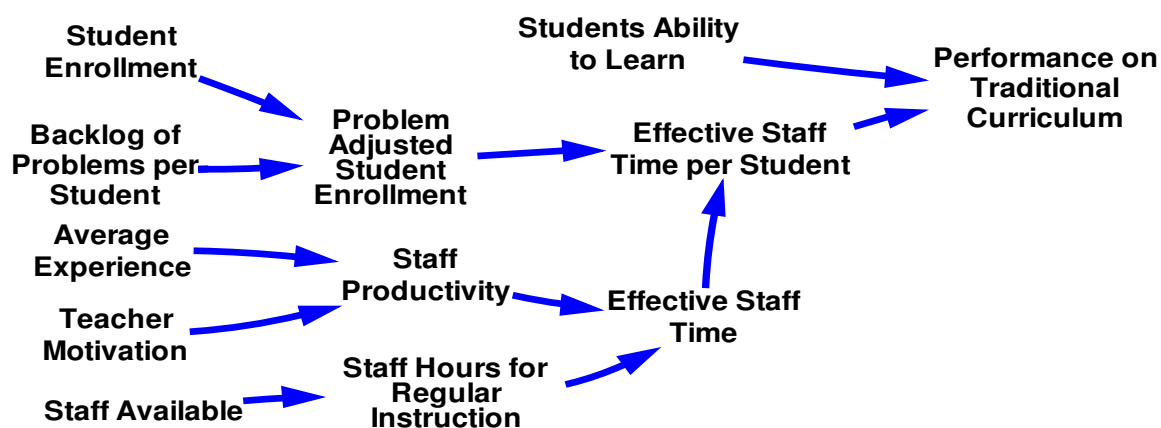 Student
Enrollment
Students Ability
to Learn
Performance on
Traditional
Curriculum
Backlog of
Problems per
Student
Problem
Adjusted
Student
Enrollment
Effective Staff
Time per Student
Average
Experience
Staff
Productivity
Teacher
Motivation
Effective Staff
Time
Staff Available
Staff Hours for
Regular
Instruction